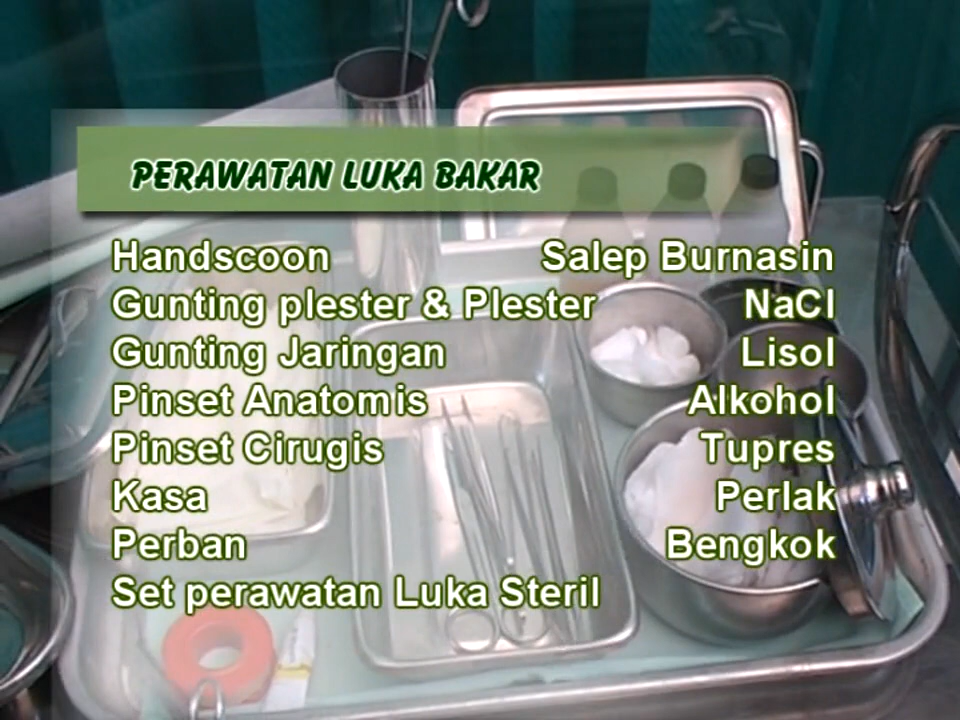 PERAWATAN LUKA BAKAR
Handscoon
Gunting plester & Plester
Gunting Jaringan
Pinset Anatomis
Pinset Cirugis
Kasa
Perban
Set perawatan Luka Steril
Salep Burnasin
NaCl
Lisol
Alkohol
Tupres
Perlak
Bengkok